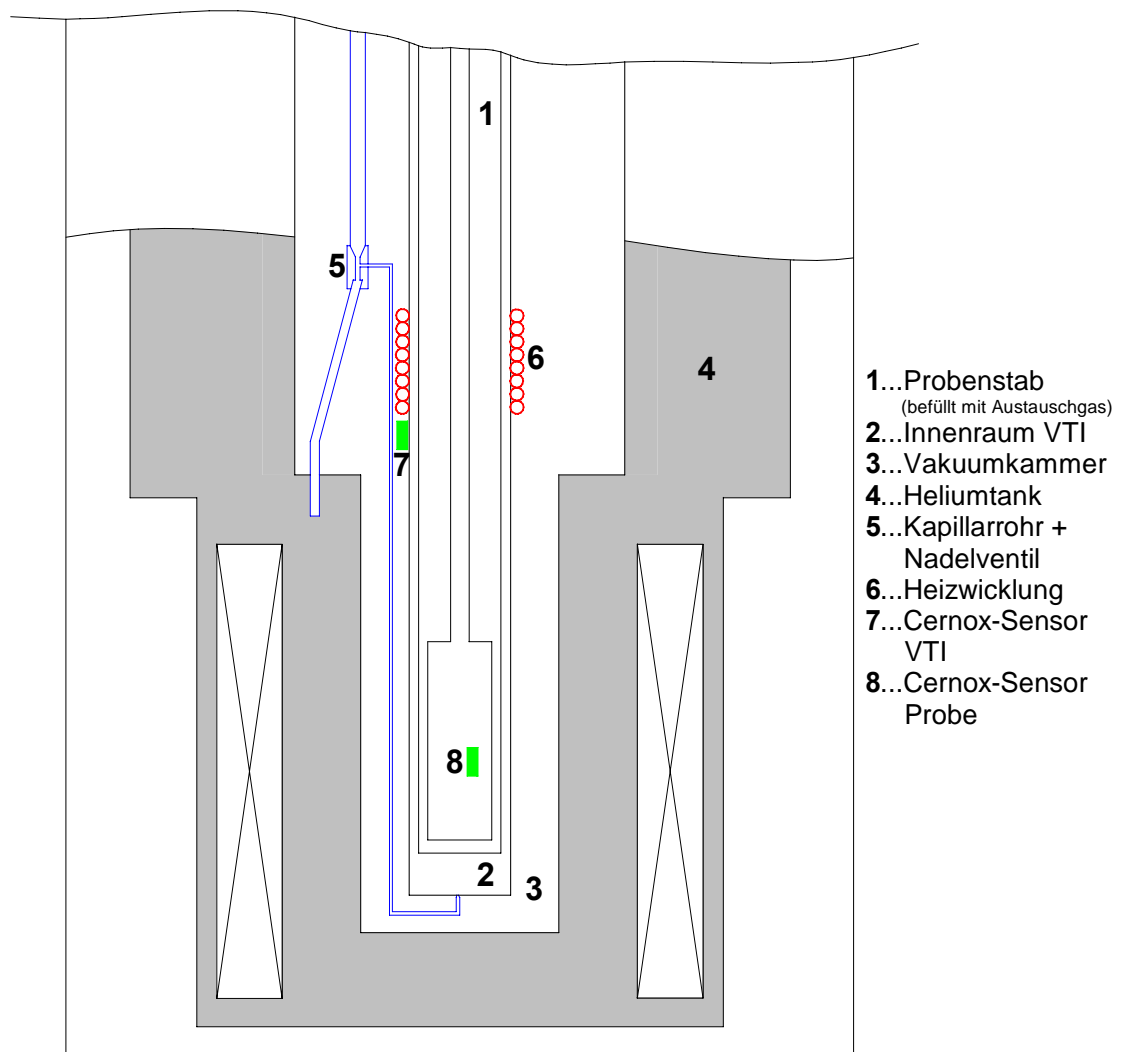 1
5
6
4
7
8
2
3
1...Probenstab
(befüllt mit Austauschgas)
2...Innenraum VTI
3...Vakuumkammer
4...Heliumtank
5...Kapillarrohr +
Nadelventil
6...Heizwicklung
7...Cernox-Sensor
VTI
8...Cernox-Sensor
Probe